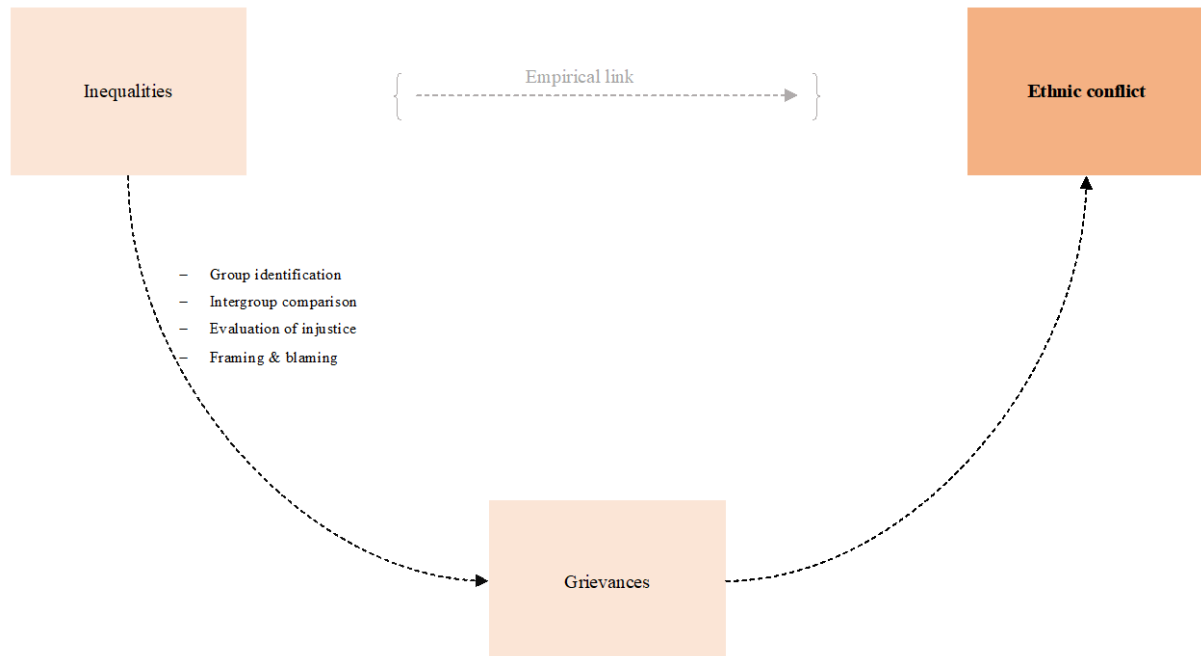 Inequalities
Empirical link
Ethnic conflict
– Group identification
– Intergroup comparison
– Evaluation of injustice
– Framing & blaming
Grievances